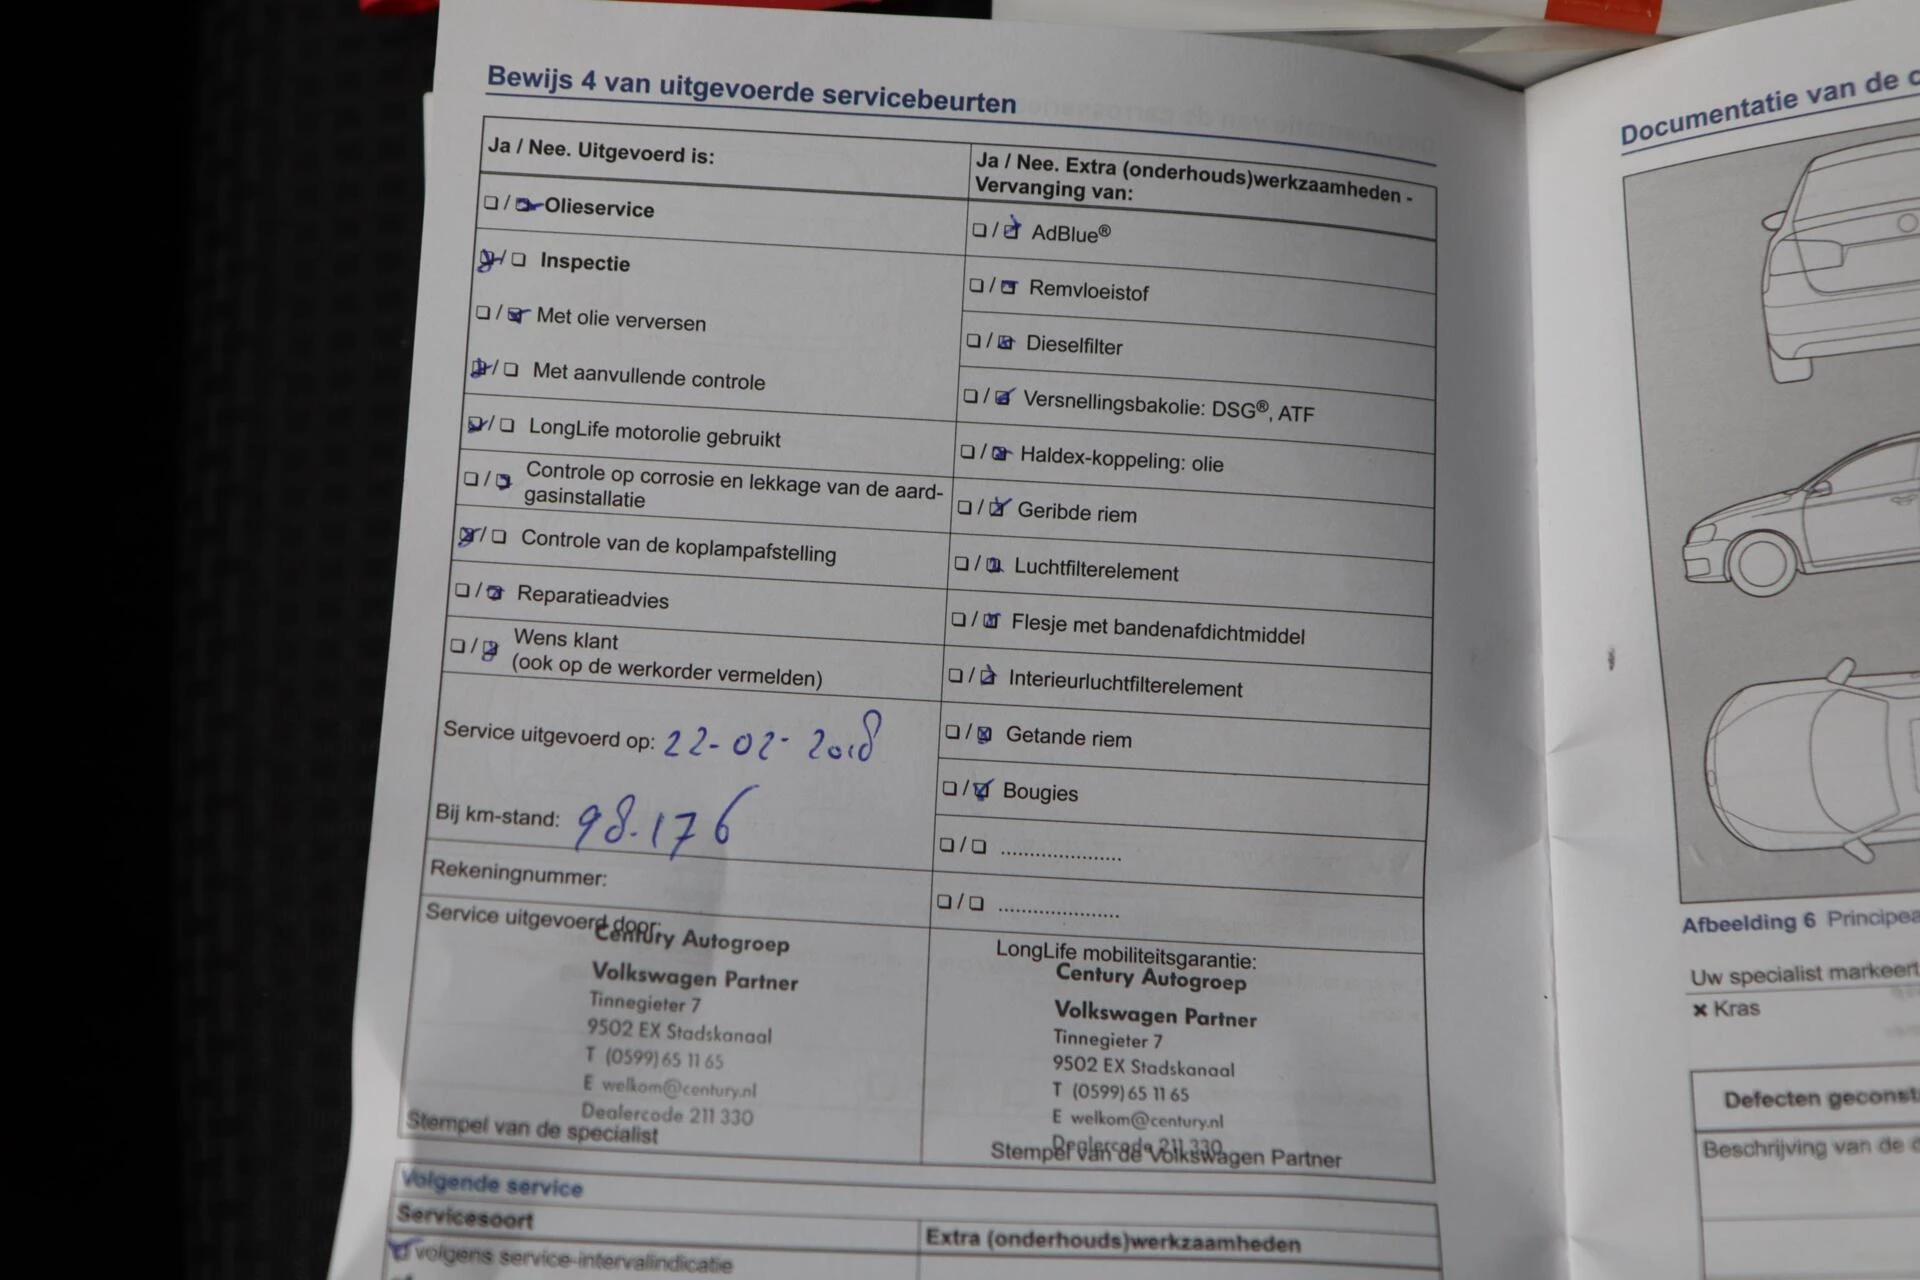 Bewijs 4 van uitgevoerde servicebeurten
Ja / Nee. Uitgevoerd is:
Olieservice
Inspectie
Met olie verversen
Met aanvullende controle
LongLife motorolie gebruikt
Controle op corrosie en lekkage van de aard-
gasinstallatie
Controle van de koplampafstelling
Reparatieadvies
Wens klant
(ook op de werkorder vermelden)
Service uitgevoerd op: 22-02-2018
Bij km-stand: 98.176
Rekeningnummer:
Service uitgevoerd door:
Century Autogroep
Volkswagen Partner
Tinnegieter 7
9502 EX Stadskanaal
T (0599) 65 11 65
E welkom@century.nl
Dealercode 211 330
Stempel van de specialist
Ja / Nee. Extra (onderhouds)werkzaamheden -
Vervanging van:
AdBlue®
Remvloeistof
Dieselfilter
Versnellingsbakolie: DSG®, ATF
Haldex-koppeling: olie
Geribde riem
Luchtfilterelement
Flesje met bandenafdichtmiddel
Interieurluchtfilterelement
Getande riem
Bougies
.....................
.....................
LongLife mobiliteitsgarantie:
Century Autogroep
Volkswagen Partner
Tinnegieter 7
9502 EX Stadskanaal
T (0599) 65 11 65
E welkom@century.nl
Dealercode 211 330
Stempel van de Volkswagen Partner
Volgende service
Servicesoort
volgens service-intervalindicatie
Extra (onderhouds)werkzaamheden
Documentatie van de c
Afbeelding 6 Principea
Uw specialist markeert
× Kras
Defecten geconst
Beschrijving van de